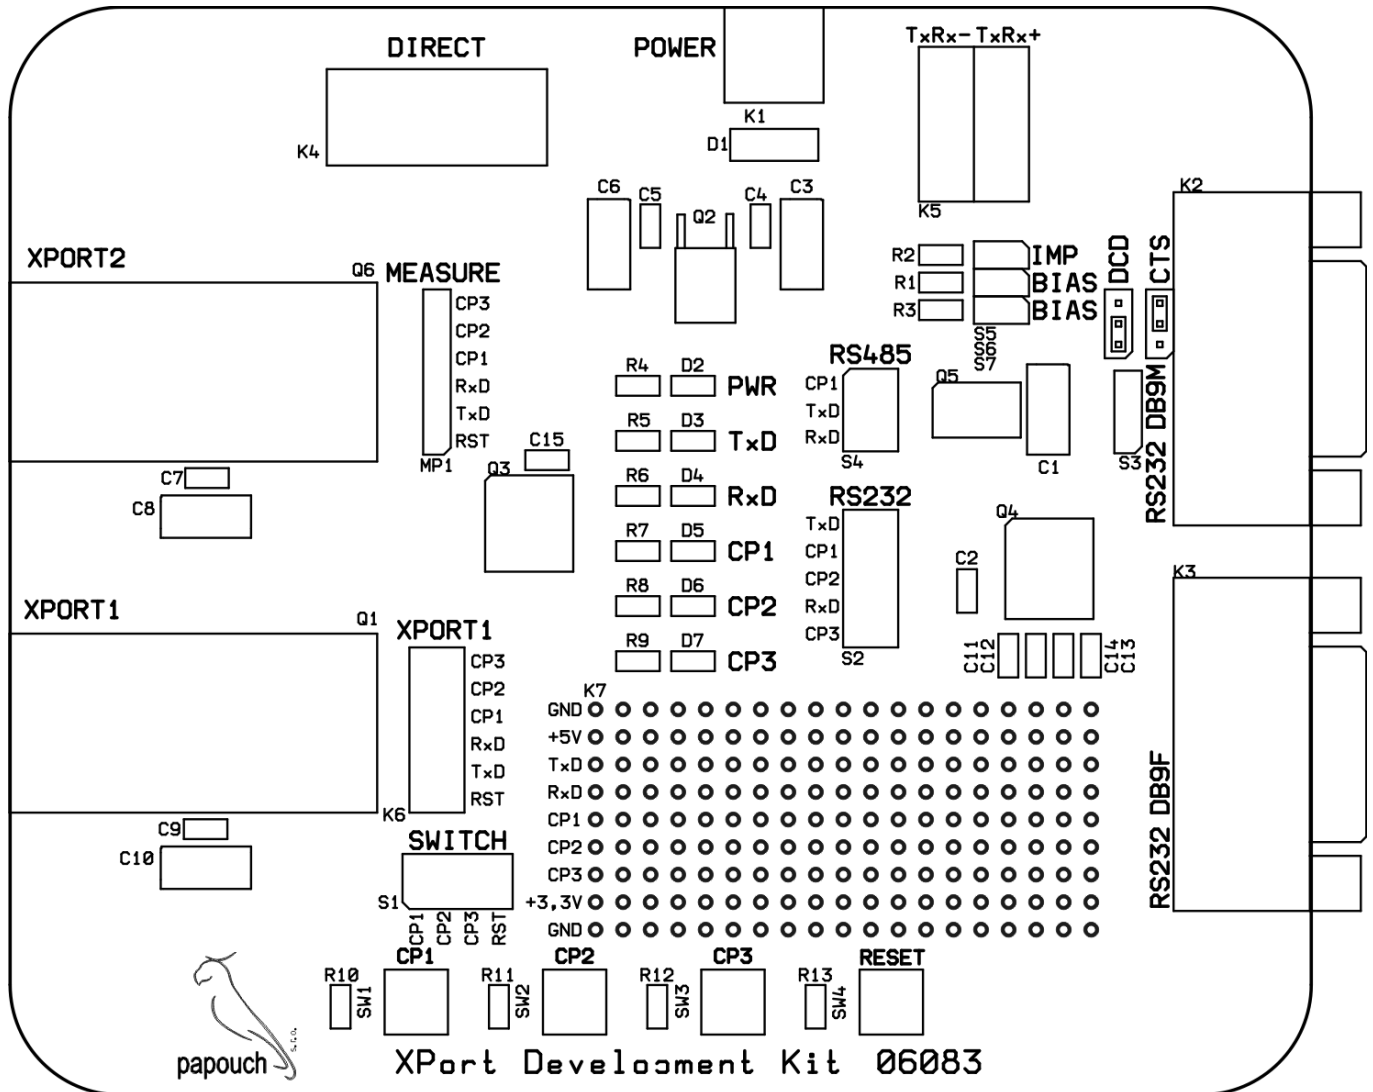 DIRECT
POWER
TxRx- TxRx+
K1
D1
K4
K2
C6
C5
C4
C3
Q2
K5
XPORT2
Q6
MEASURE
CP3
CP2
CP1
RxD
TxD
RST
MP1
R2
IMP
R1
BIAS
R3
BIAS
S5
S6
S7
DCD
CTS
RS485
CP1
TxD
RxD
S4
Q5
C1
S3
RS232 DB9M
R4
D2
PWR
R5
D3
TxD
R6
D4
RxD
R7
D5
CP1
R8
D6
CP2
R9
D7
CP3
C15
Q3
C7
C8
RS232
TxD
CP1
CP2
RxD
CP3
S2
Q4
C2
C11
C12
C14
C13
K3
RS232 DB9F
XPORT1
Q1
XPORT1
CP3
CP2
CP1
RxD
TxD
RST
K6
C9
C10
K7
GND
+5V
TxD
RxD
CP1
CP2
CP3
+3,3V
GND
SWITCH
S1
CP1
CP2
CP3
RST
CP1
CP2
CP3
RESET
R10
SW1
R11
SW2
R12
SW3
R13
SW4
papouch
s.r.o.
XPort Development Kit 06083